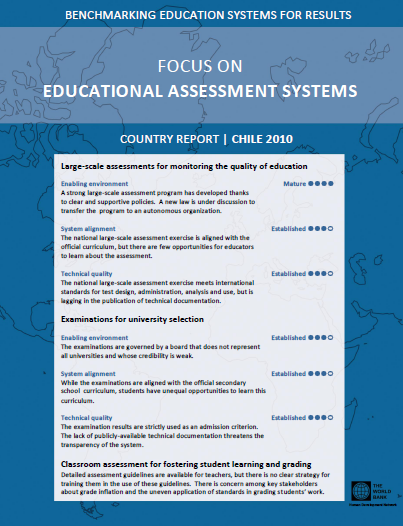 BENCHMARKING EDUCATION SYSTEMS FOR RESULTS
FOCUS ON
EDUCATIONAL ASSESSMENT SYSTEMS
COUNTRY REPORT | CHILE 2010
Large-scale assessments for monitoring the quality of education
Enabling environment Mature
A strong large-scale assessment program has developed thanks
to clear and supportive policies. A new law is under discussion to
transfer the program to an autonomous organization.
System alignment Established
The national large-scale assessment exercise is aligned with the
official curriculum, but there are few opportunities for educators
to learn about the assessment.
Technical quality Established
The national large-scale assessment exercise meets international
standards for test design, administration, analysis and use, but is
lagging in the publication of technical documentation.
Examinations for university selection
Enabling environment Established
The examinations are governed by a board that does not represent
all universities and whose credibility is weak.
System alignment Established
While the examinations are aligned with the official secondary
school curriculum, students have unequal opportunities to learn this
curriculum.
Technical quality Established
The examination results are strictly used as an admission criterion.
The lack of publicly-available technical documentation threatens the
transparency of the system.
Classroom assessment for fostering student learning and grading
Detailed assessment guidelines are available for teachers, but there is no clear strategy for
training them in the use of these guidelines. There is concern among key stakeholders
about grade inflation and the uneven application of standards in grading students' work.
THE
WORLD
BANK
Human Development Network